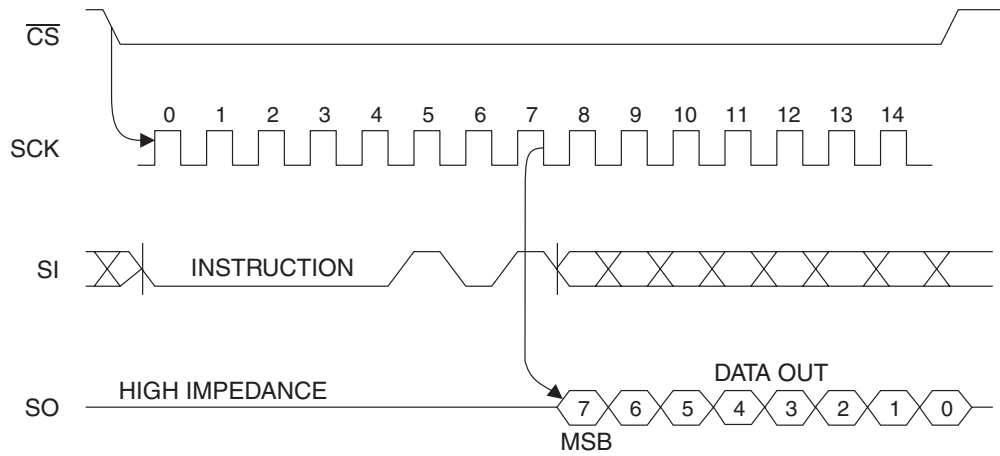 C̅S̅
0 1 2 3 4 5 6 7 8 9 10 11 12 13 14
SCK
SI INSTRUCTION
HIGH IMPEDANCE DATA OUT
SO 7 6 5 4 3 2 1 0
MSB